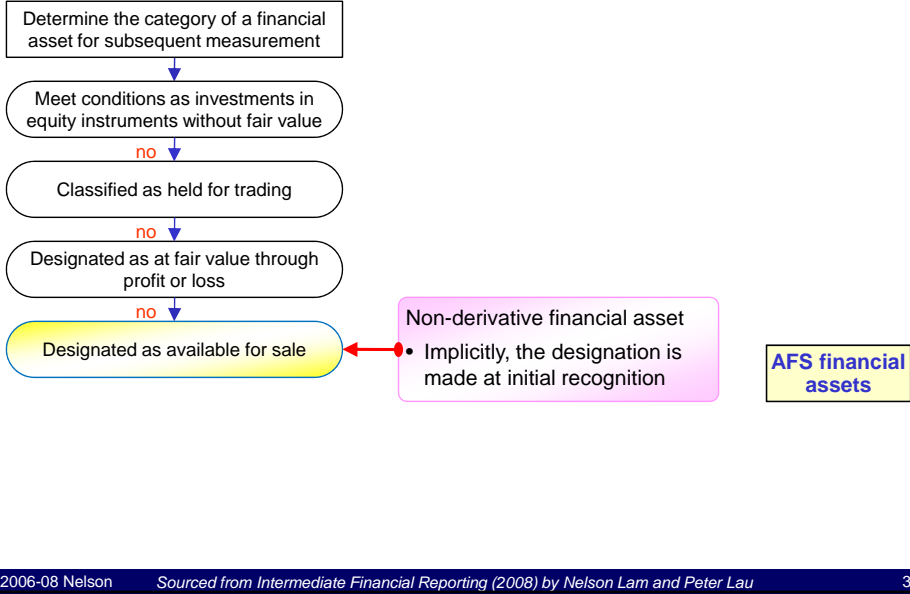 Determine the category of a financial
asset for subsequent measurement
Meet conditions as investments in
equity instruments without fair value
no
Classified as held for trading
no
Designated as at fair value through
profit or loss
no
Designated as available for sale
Non-derivative financial asset
• Implicitly, the designation is
made at initial recognition
AFS financial
assets
2006-08 Nelson
Sourced from Intermediate Financial Reporting (2008) by Nelson Lam and Peter Lau
3